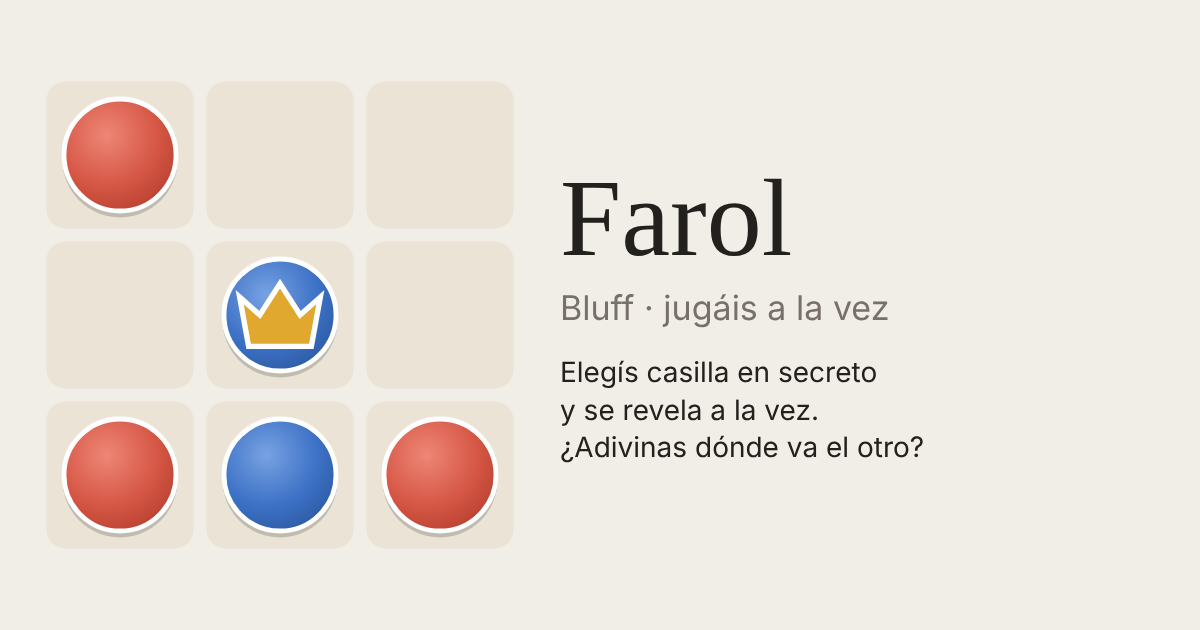 Farol
Bluff · jugáis a la vez
Elegís casilla en secreto
y se revela a la vez.
¿Adivinas dónde va el otro?